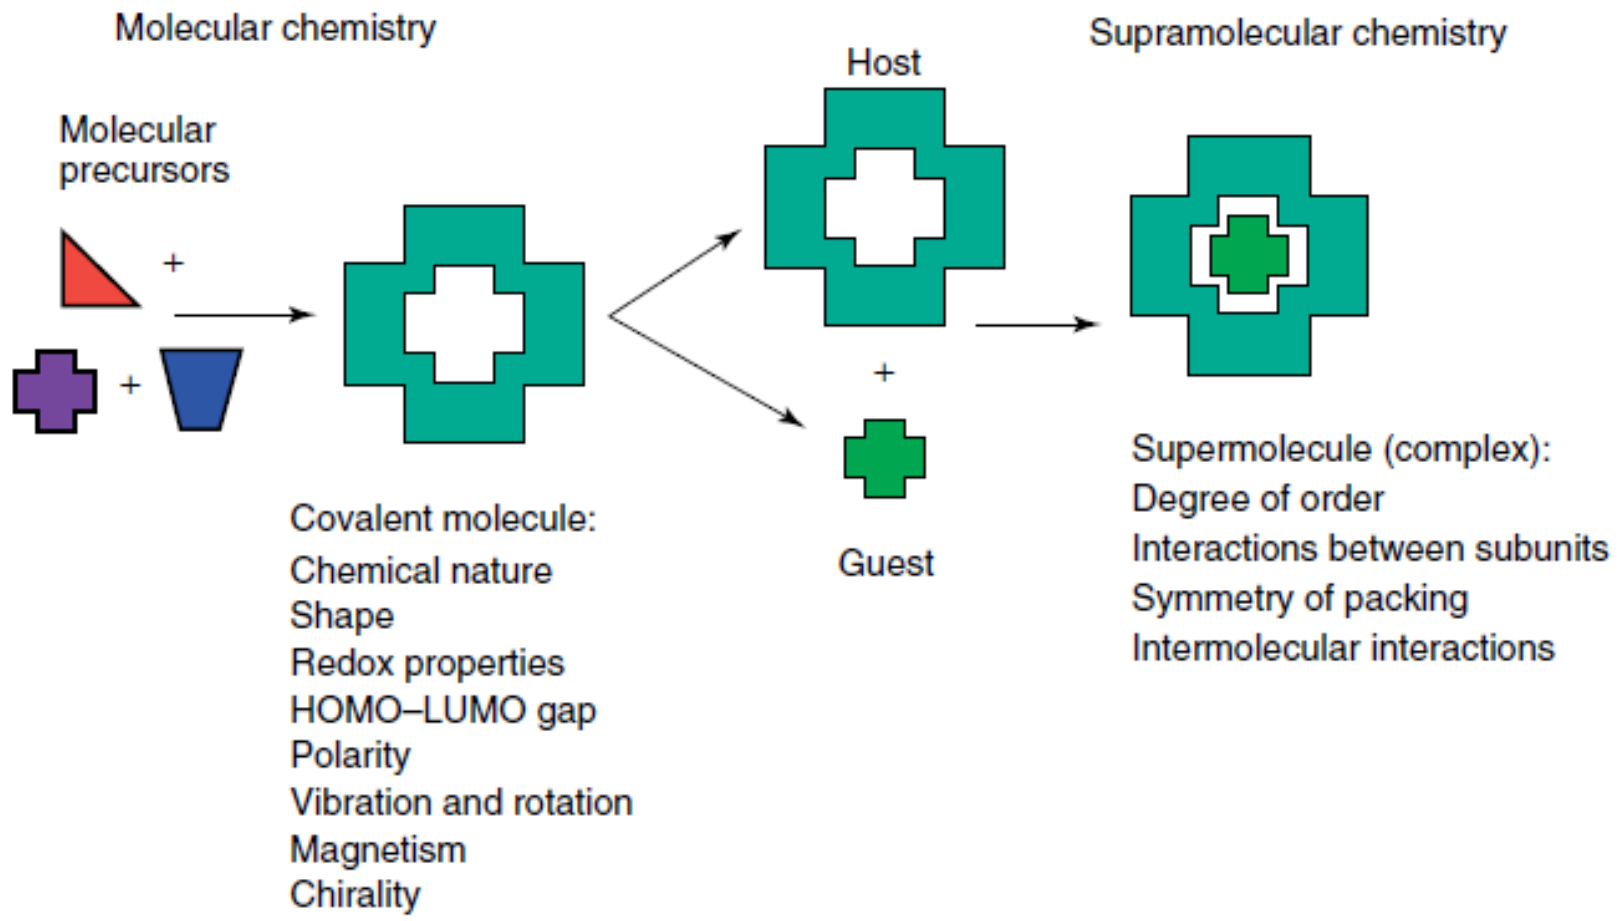 Molecular chemistry
Supramolecular chemistry
Host
Molecular
precursors
+
+
+
Guest
Covalent molecule:
Chemical nature
Shape
Redox properties
HOMO–LUMO gap
Polarity
Vibration and rotation
Magnetism
Chirality
Supermolecule (complex):
Degree of order
Interactions between subunits
Symmetry of packing
Intermolecular interactions